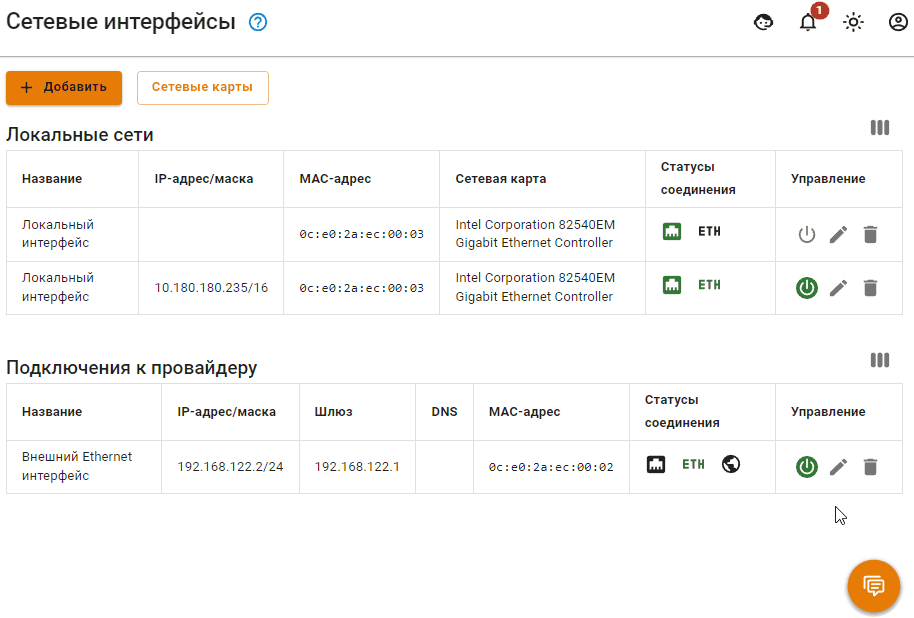 Сетевые интерфейсы
1
Добавить
Сетевые карты
Локальные сети
Название IP-адрес/маска MAC-адрес Сетевая карта Статусы соединения Управление
Локальный интерфейс 0c:e0:2a:ec:00:03 Intel Corporation 82540EM Gigabit Ethernet Controller ETH
Локальный интерфейс 10.180.180.235/16 0c:e0:2a:ec:00:03 Intel Corporation 82540EM Gigabit Ethernet Controller ETH
Подключения к провайдеру
Название IP-адрес/маска Шлюз DNS MAC-адрес Статусы соединения Управление
Внешний Ethernet интерфейс 192.168.122.2/24 192.168.122.1 0c:e0:2a:ec:00:02 ETH